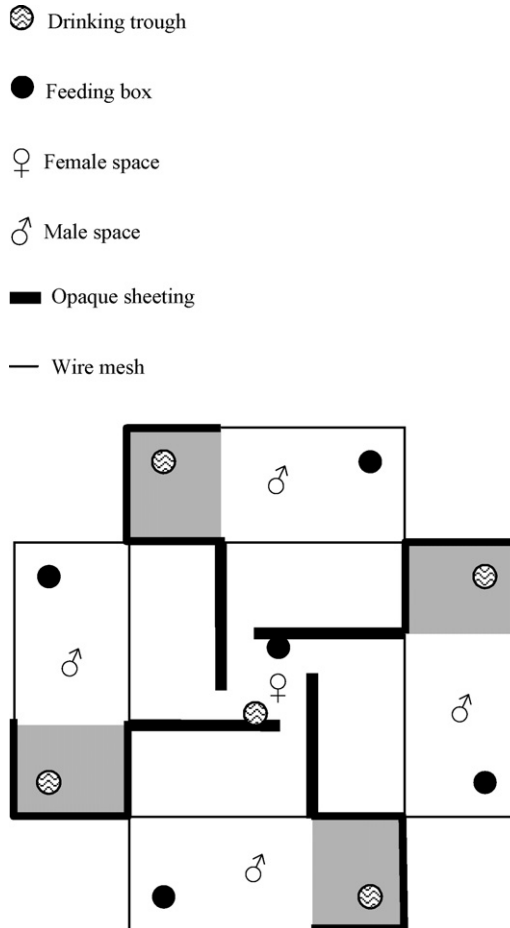 Drinking trough
Feeding box
Female space
Male space
Opaque sheeting
Wire mesh